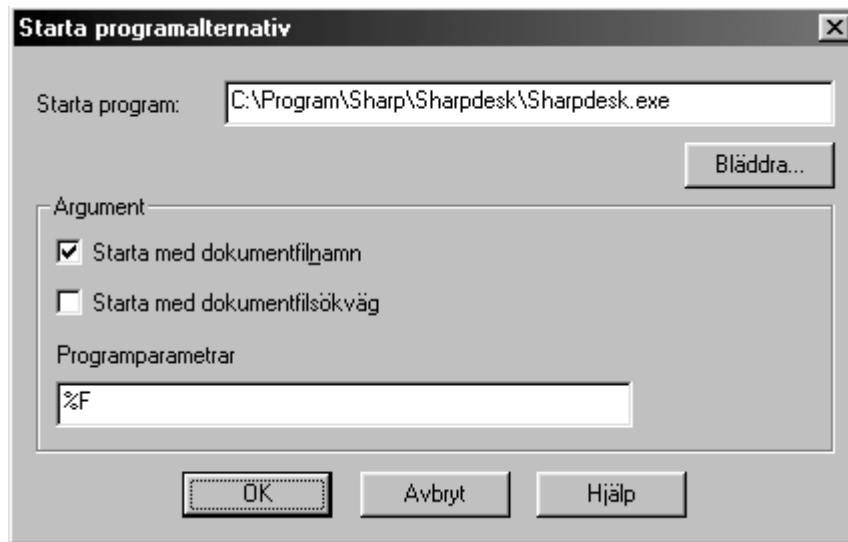 Starta programalternativ
Starta program: C:\Program\Sharp\Sharpdesk\Sharpdesk.exe
Bläddra...
Argument
Starta med dokumentfilnamn
Starta med dokumentfilsökväg
Programparametrar
%F
OK Avbryt Hjälp